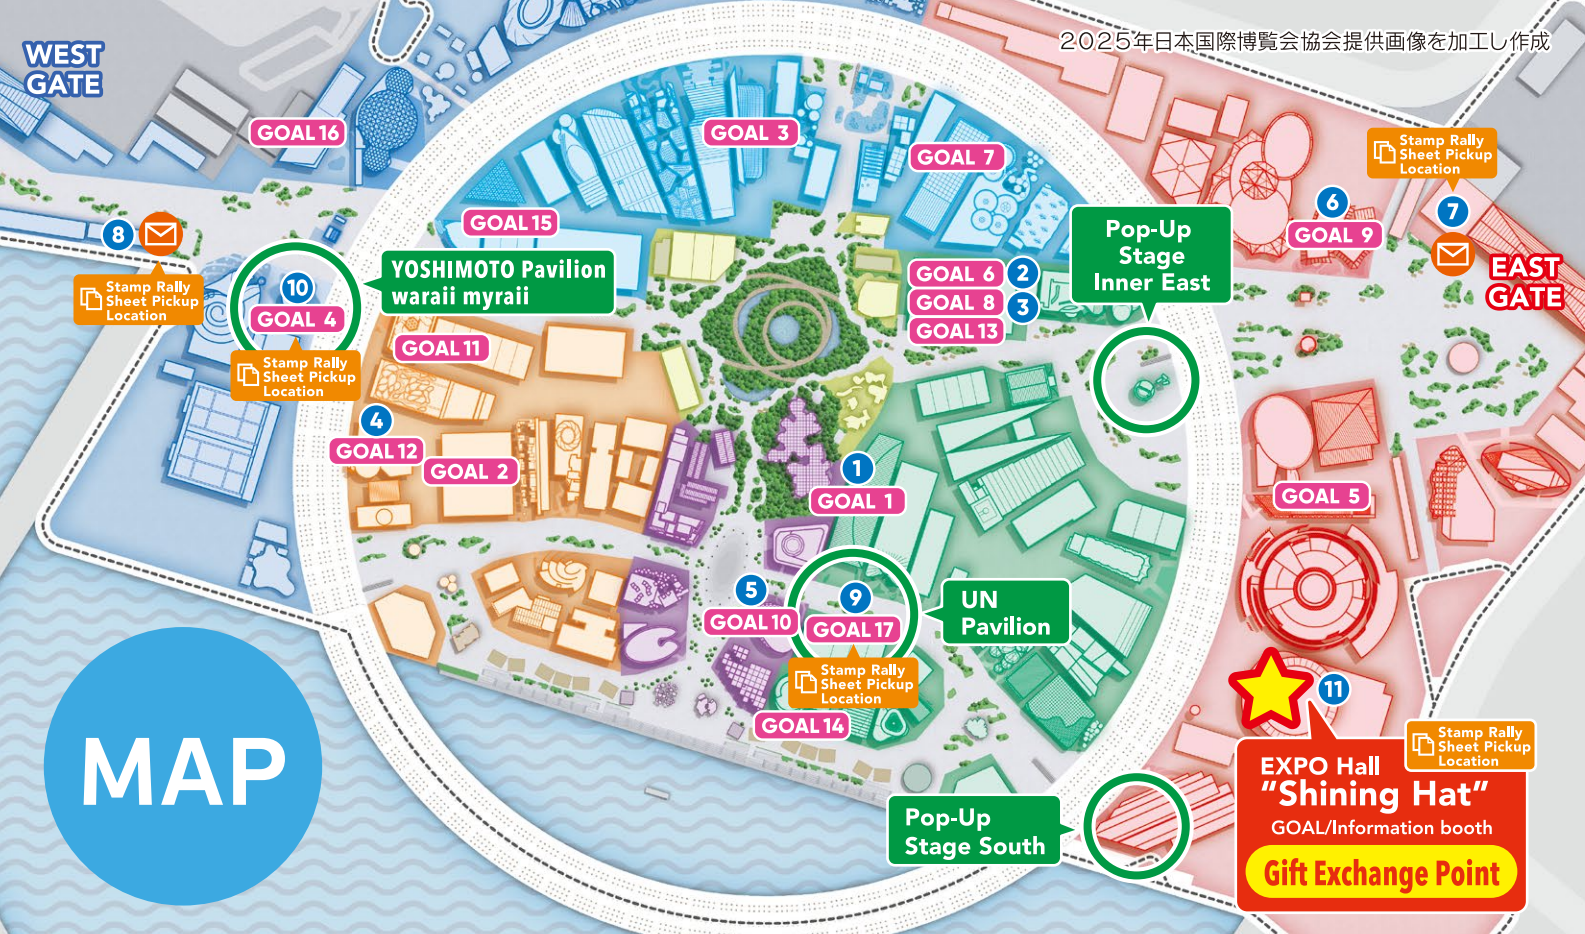 2025年日本国際博覧会協会提供画像を加工し作成
WEST
GATE
GOAL 16
GOAL 3
GOAL 7
Stamp Rally
Sheet Pickup
Location
6
GOAL 9
7
EAST
GATE
8
Stamp Rally
Sheet Pickup
Location
GOAL 15
10
GOAL 4
YOSHIMOTO Pavilion
waraii myraii
Stamp Rally
Sheet Pickup
Location
GOAL 6
2
GOAL 8
3
GOAL 13
Pop-Up
Stage
Inner East
GOAL 11
4
GOAL 12
GOAL 2
1
GOAL 1
GOAL 5
5
GOAL 10
9
GOAL 17
UN
Pavilion
Stamp Rally
Sheet Pickup
Location
GOAL 14
11
Stamp Rally
Sheet Pickup
Location
EXPO Hall
"Shining Hat"
GOAL/Information booth
Gift Exchange Point
Pop-Up
Stage South
MAP